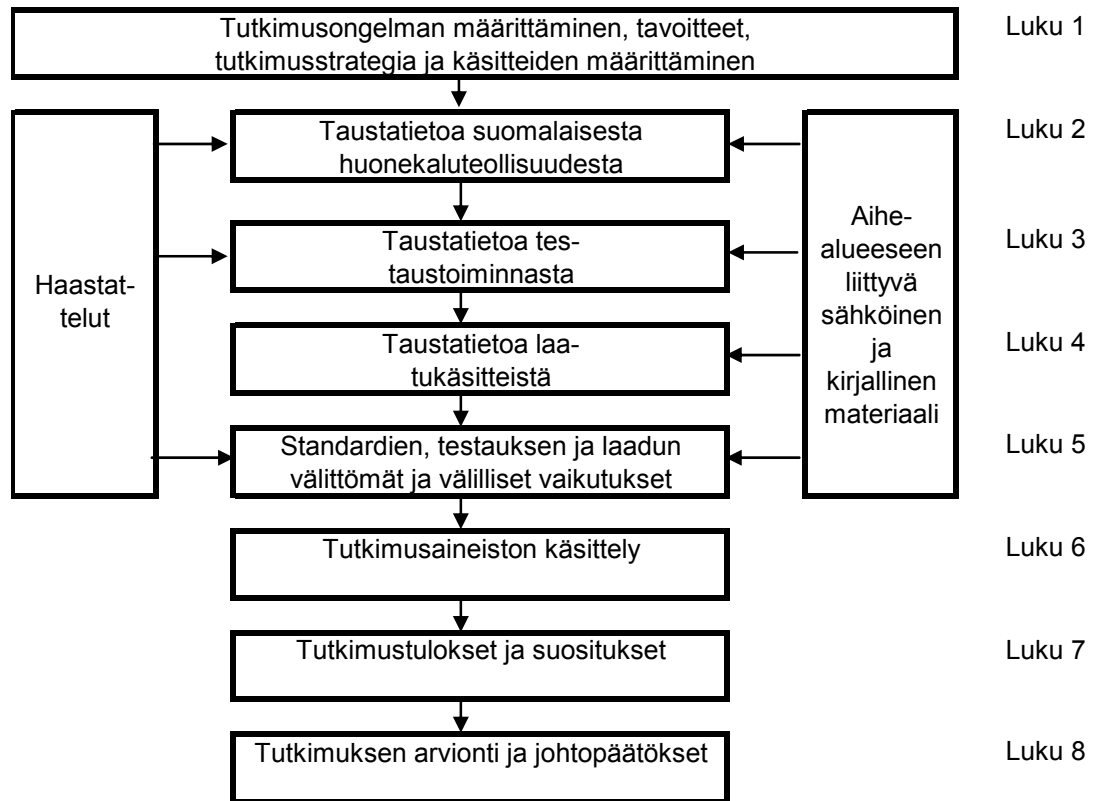 Tutkimusongelman määrittäminen, tavoitteet,
tutkimusstrategia ja käsitteiden määrittäminen
Luku 1
Taustatietoa suomalaisesta
huonekaluteollisuudesta
Luku 2
Taustatietoa tes-
taustoiminnasta
Luku 3
Haastat-
telut
Aihe-
alueeseen
liittyvä
sähköinen
ja
kirjallinen
materiaali
Taustatietoa laa-
tukäsitteistä
Luku 4
Standardien, testauksen ja laadun
välittömät ja välilliset vaikutukset
Luku 5
Tutkimusaineiston käsittely
Luku 6
Tutkimustulokset ja suositukset
Luku 7
Tutkimuksen arvionti ja johtopäätökset
Luku 8